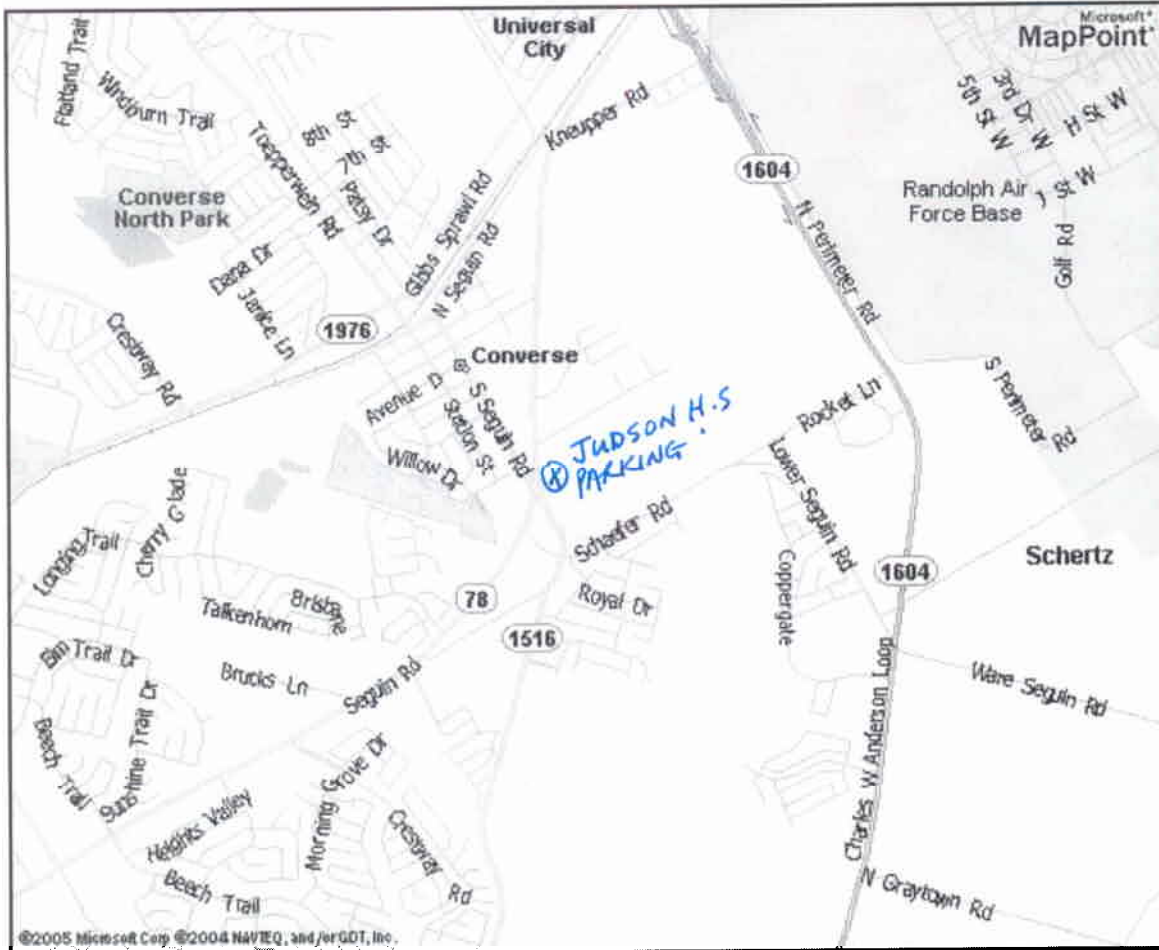 Universal
City
Microsoft®
MapPoint®
Flatland Trail
Windburn Trail
Toepperwein Rd
8th St
7th St
Patsy Dr
Kneupper Rd
5th St W
3rd Dr W
H St W
1604
Converse
North Park
Gibbs Sprawl Rd
N Seguin Rd
N Perimeter Rd
Randolph Air
Force Base
J St W
Golf Rd
Dana Dr
Janice Ln
Crestway Rd
1976
Converse
Avenue D
Station St
S Seguin Rd
Willow Dr
JUDSON H.S
PARKING
X
Rocket Ln
S Perimeter Rd
Lower Seguin Rd
Schaefer Rd
Longing Trail
Cherry Glade
Talkenhorn
Brisbane
78
Royal Dr
1516
Coppergate
1604
Schertz
Elm Trail Dr
Brucks Ln
Seguin Rd
Ware Seguin Rd
Beech Trail
Sunshine Trail Dr
Heights Valley
Morning Grove Dr
Crestway Rd
Charles W Anderson Loop
Beech Trail
N Graytown Rd
©2005 Microsoft Corp ©2004 NAVTEQ, and/or GDT, Inc.